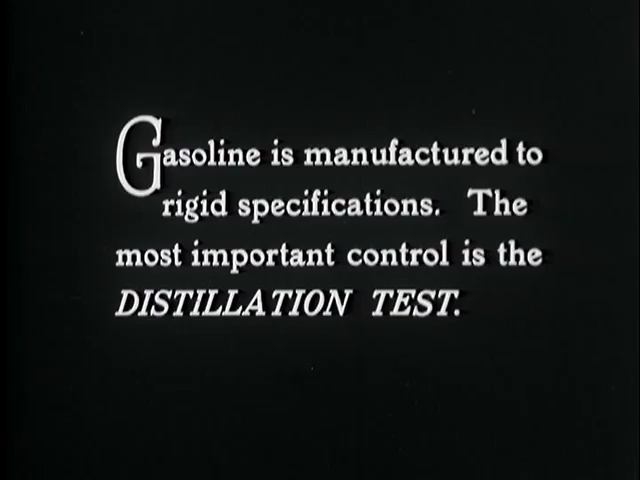 Gasoline is manufactured to
rigid specifications. The
most important control is the
DISTILLATION TEST.